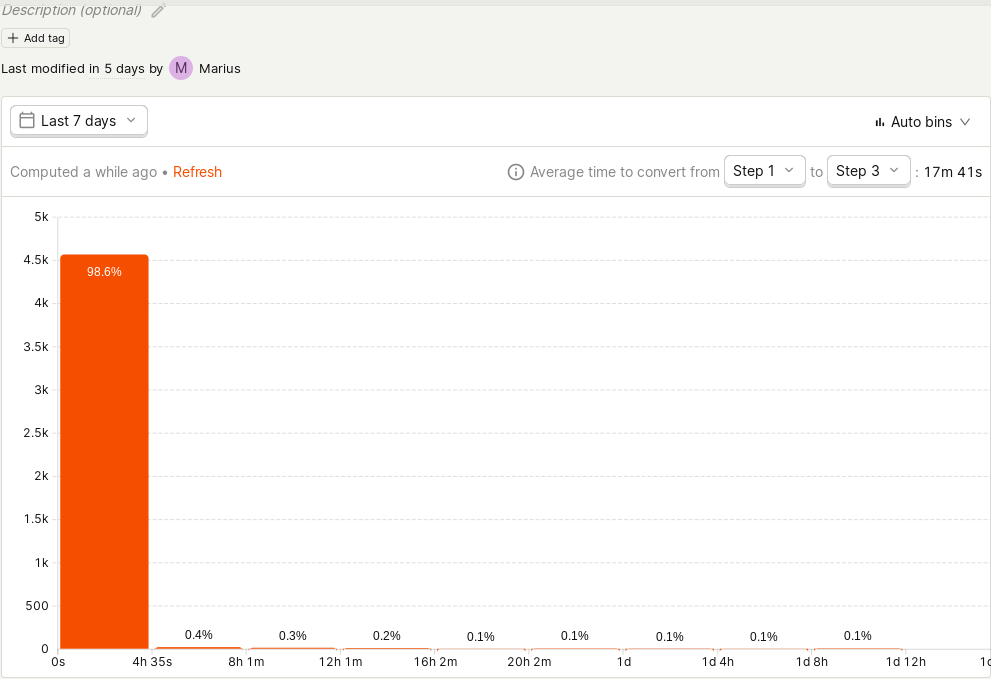 Description (optional)
Add tag
Last modified in 5 days by M Marius
Last 7 days
Auto bins
Computed a while ago • Refresh
Average time to convert from Step 1 to Step 3 : 17m 41s
5k
4.5k
98.6%
4k
3.5k
3k
2.5k
2k
1.5k
1k
500
0.4% 0.3% 0.2% 0.1% 0.1% 0.1% 0.1% 0.1%
0
0s 4h 35s 8h 1m 12h 1m 16h 2m 20h 2m 1d 1d 4h 1d 8h 1d 12h